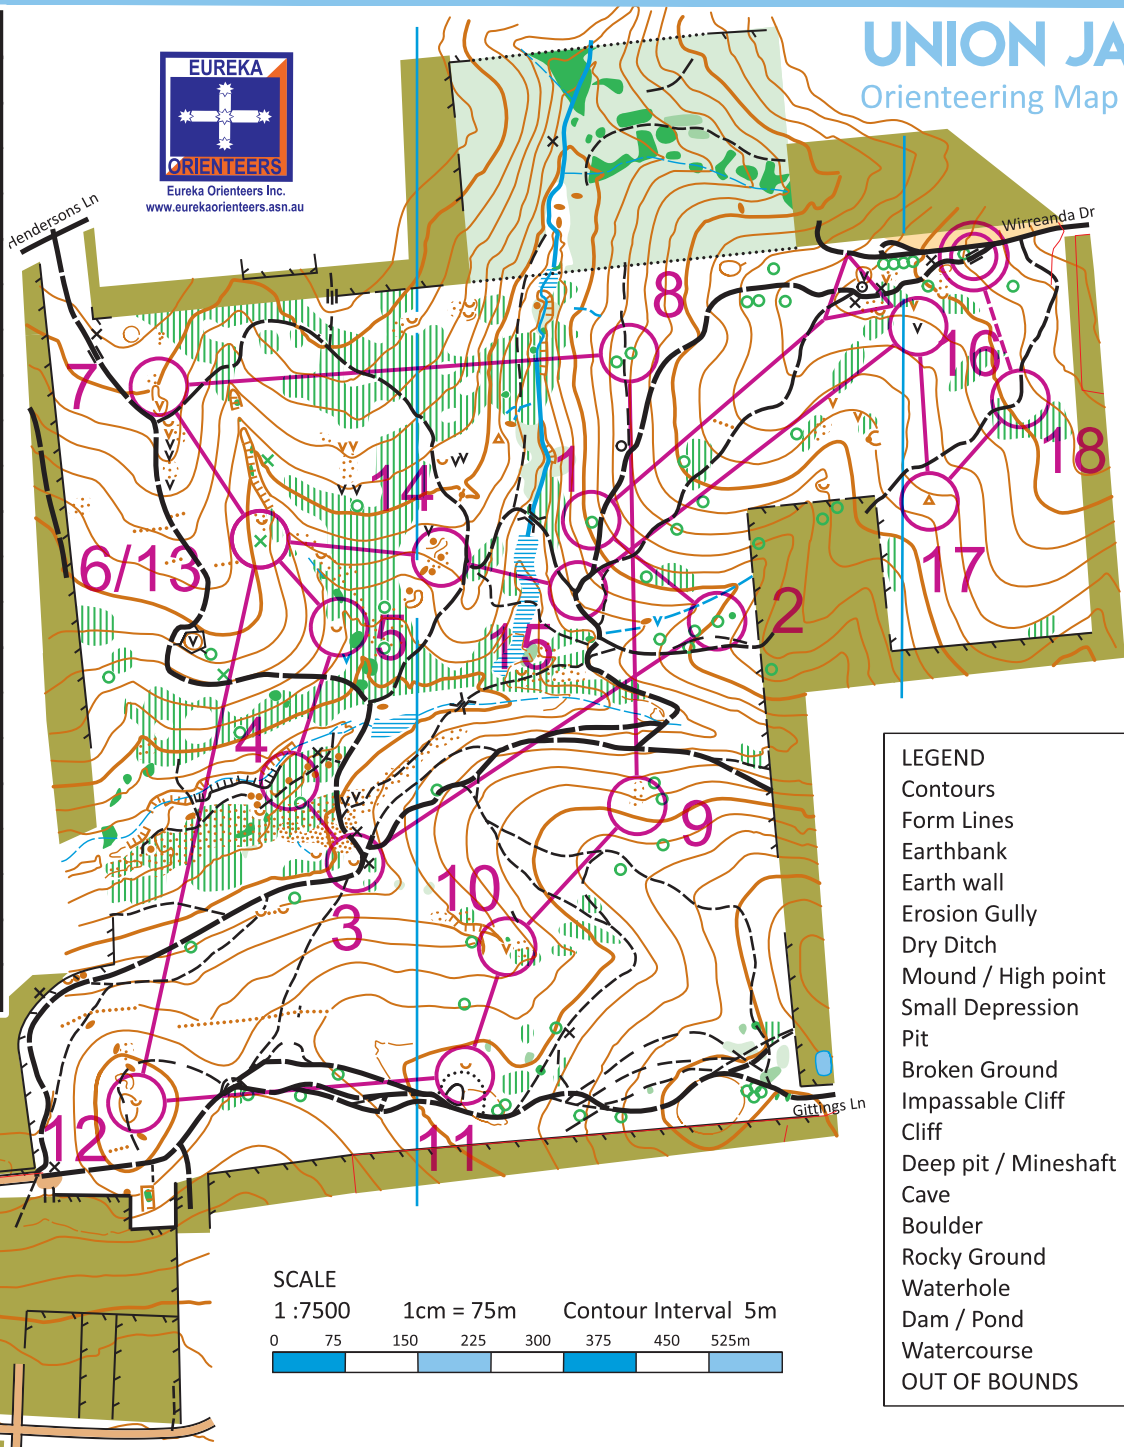 UNION JA
Orienteering Map
EUREKA
ORIENTEERS
Eureka Orienteers Inc.
www.eurekaorienteers.asn.au
Hendersons Ln
Wirreanda Dr
8
7
16
18
14
1
6/13
17
2
5
15
4
9
10
3
11
12
Gittings Ln
LEGEND
Contours
Form Lines
Earthbank
Earth wall
Erosion Gully
Dry Ditch
Mound / High point
Small Depression
Pit
Broken Ground
Impassable Cliff
Cliff
Deep pit / Mineshaft
Cave
Boulder
Rocky Ground
Waterhole
Dam / Pond
Watercourse
OUT OF BOUNDS
SCALE
1 :7500 1cm = 75m Contour Interval 5m
0 75 150 225 300 375 450 525m